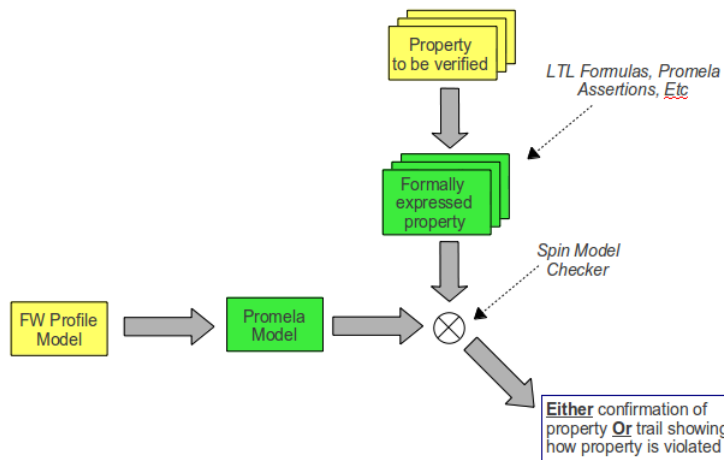 Property
to be verified
LTL Formulas, Promela
Assertions, Etc
Formally
expressed
property
Spin Model
Checker
FW Profile
Model
Promela
Model
Either confirmation of
property Or trail showing
how property is violated